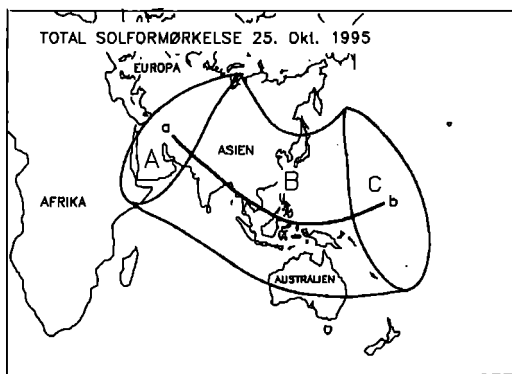 TOTAL SOLFORMØRKELSE 25. Okt. 1995
EUROPA
a
ASIEN
A
B
C
AFRIKA
b
AUSTRALIEN